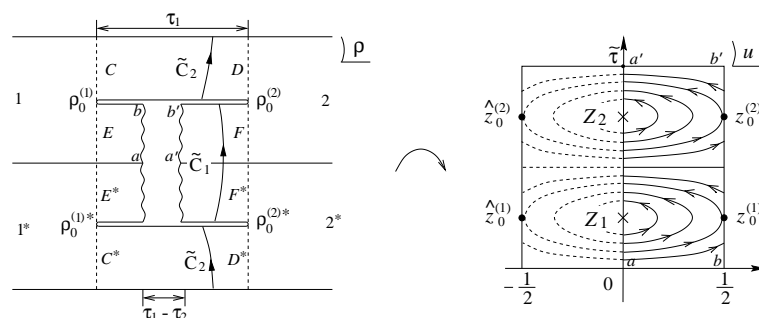 τ₁
ρ
C
C̃₂
D
ρ₀⁽¹⁾
ρ₀⁽²⁾
b
b'
1
2
E
F
a
a'
C̃₁
E*
F*
ρ₀⁽¹⁾*
ρ₀⁽²⁾*
1*
2*
C*
C̃₂
D*
τ₁ - τ₂
τ̃
a'
b'
u
ẑ₀⁽²⁾
Z₂
z₀⁽²⁾
ẑ₀⁽¹⁾
Z₁
z₀⁽¹⁾
a
b
-1/2
0
1/2